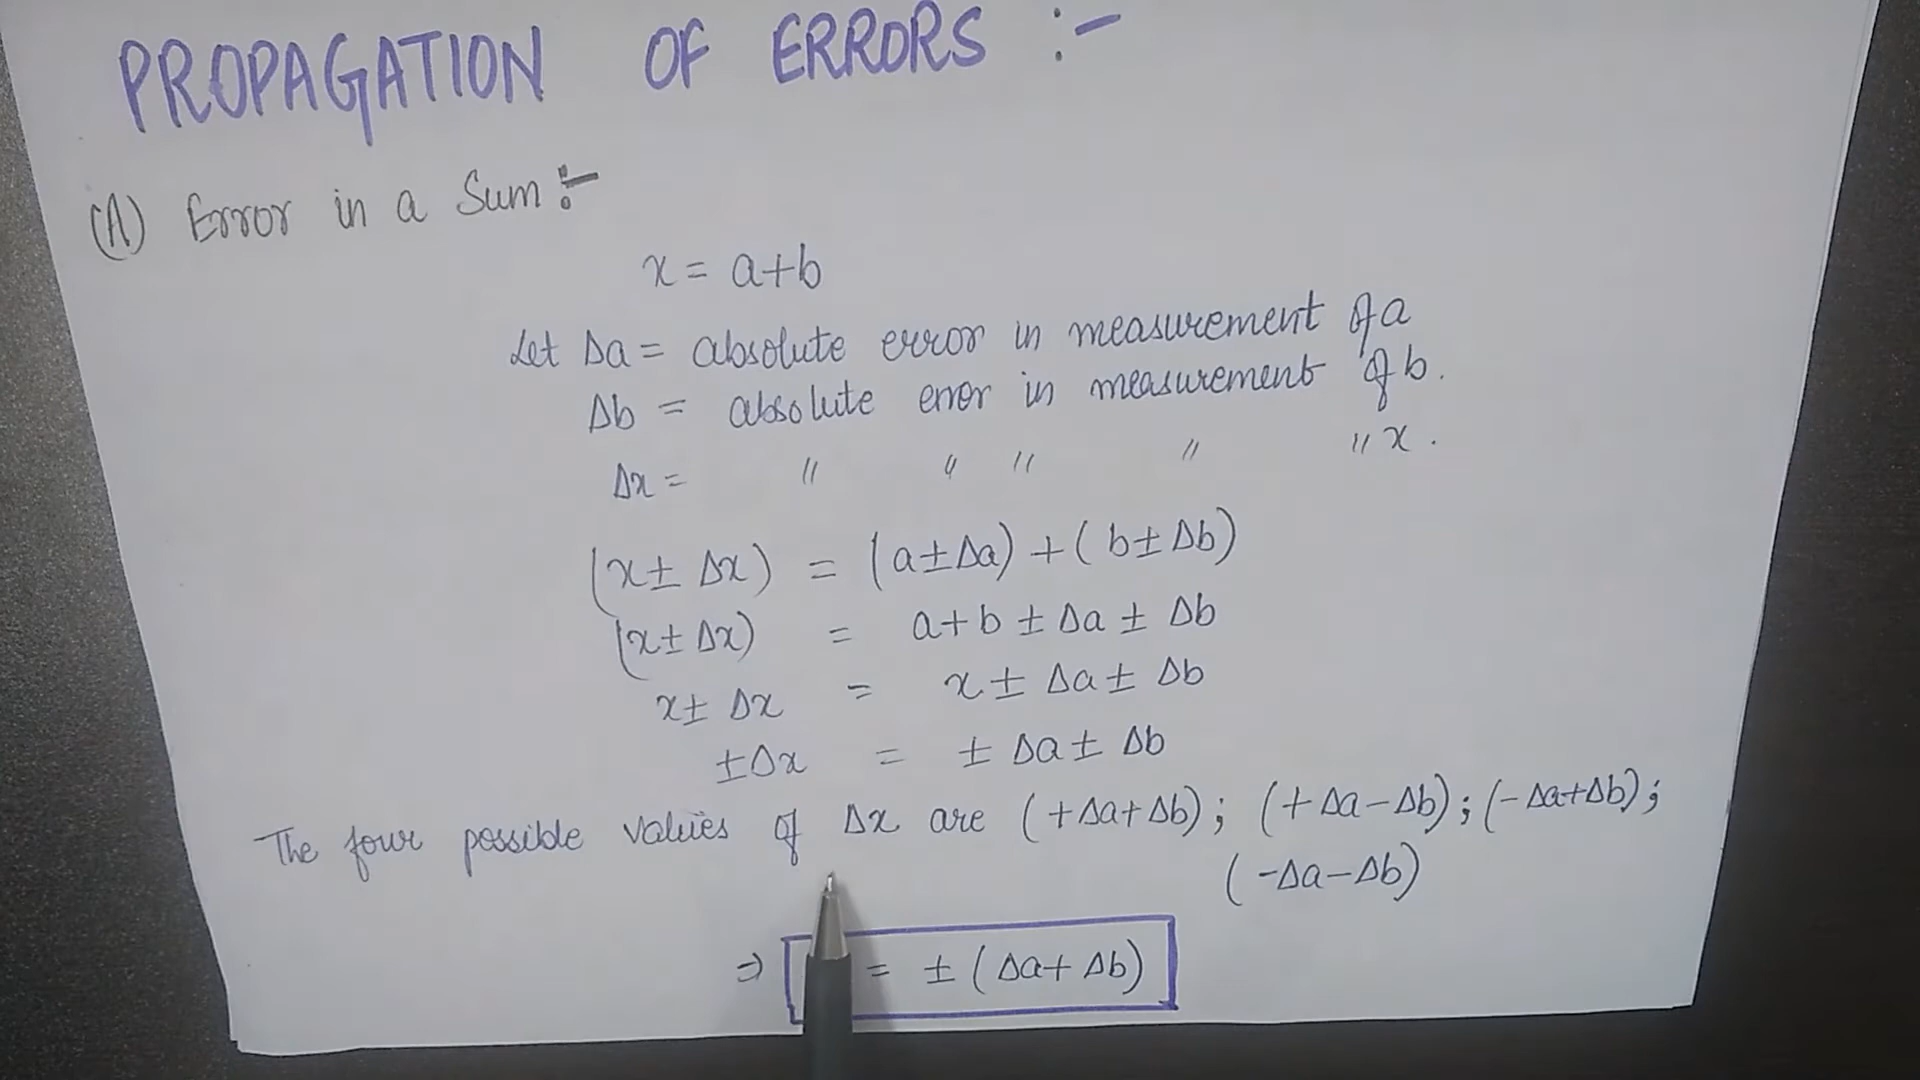 PROPAGATION OF ERRORS :-
(A) Error in a Sum :-
x = a+b
Let Δa = absolute error in measurement of a
Δb = absolute error in measurement of b.
Δx = " " " " " x .
(x ± Δx) = (a ± Δa) + (b ± Δb)
(x ± Δx) = a + b ± Δa ± Δb
x ± Δx = x ± Δa ± Δb
± Δx = ± Δa ± Δb
The four possible values of Δx are (+Δa+Δb); (+Δa-Δb); (-Δa+Δb);
(-Δa-Δb)
⇒ = ± (Δa + Δb)